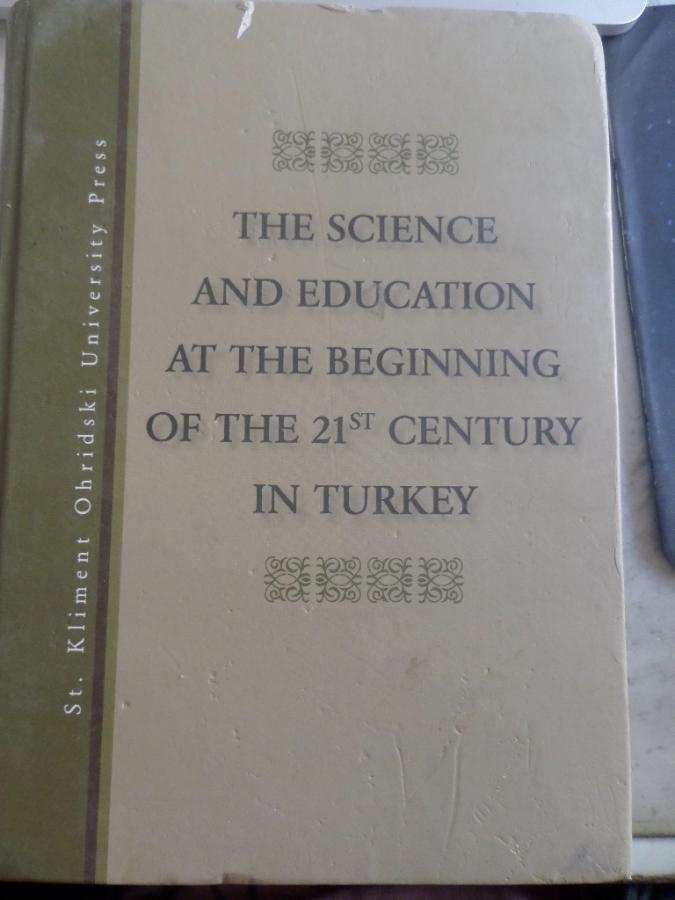 St. Kliment Ohridski University Press
THE SCIENCE
AND EDUCATION
AT THE BEGINNING
OF THE 21ST CENTURY
IN TURKEY